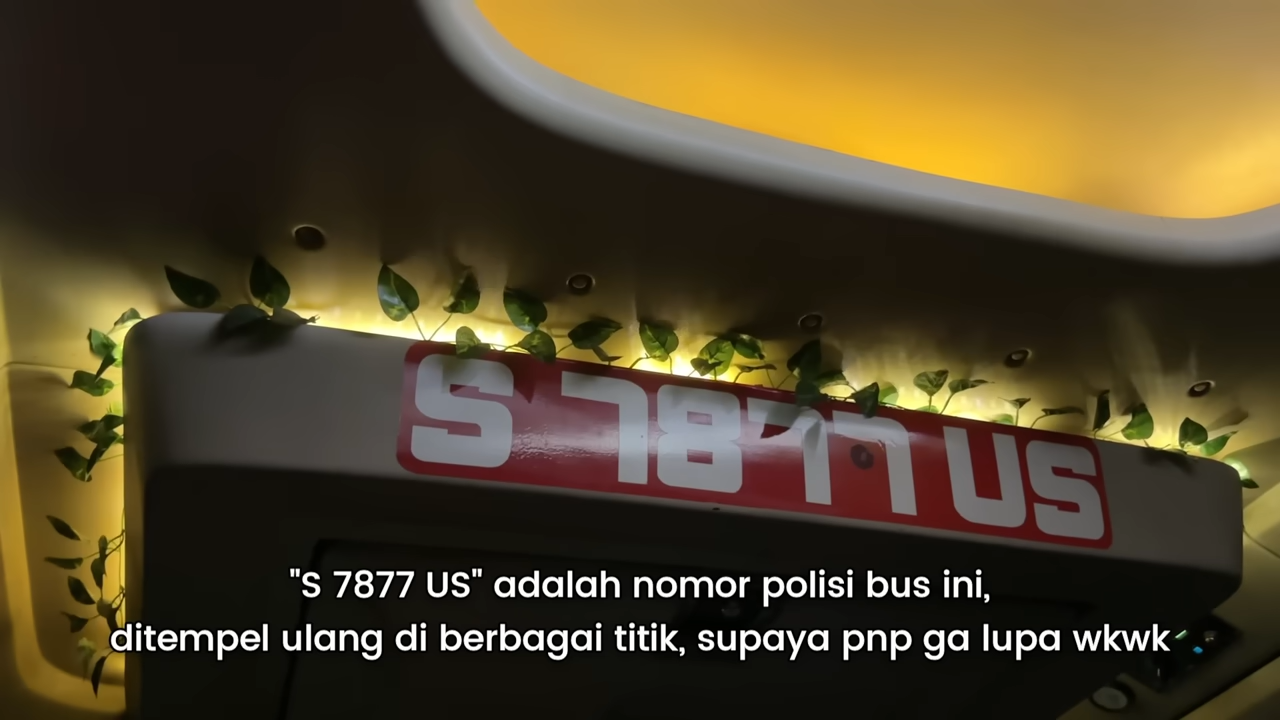 S 7877 US
"S 7877 US" adalah nomor polisi bus ini,
ditempel ulang di berbagai titik, supaya pnp ga lupa wkwk